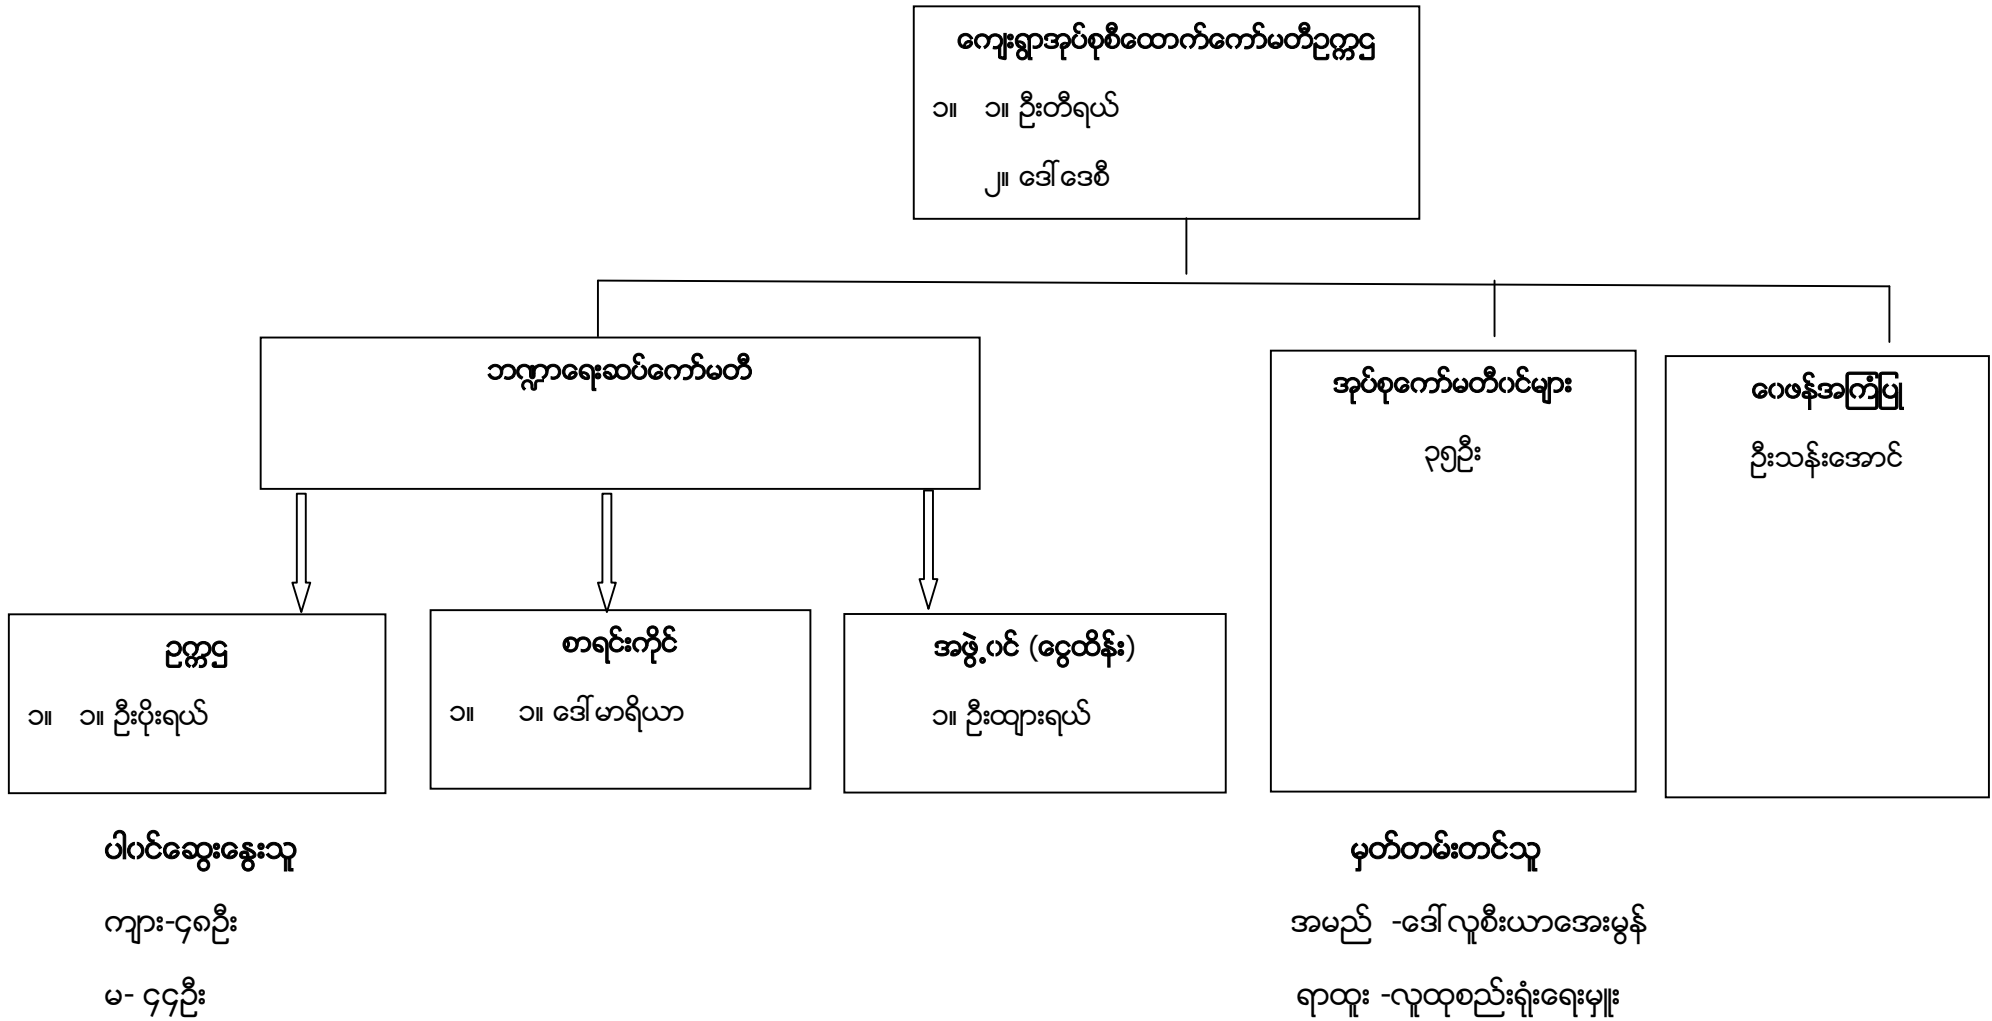 ကျေးရွာအုပ်စုစီထောက်ကော်မတီဥက္ကဌ
၁။ ၁။ ဦးတီရယ်
၂။ ဒေါ်ဒေစီ
ဘဏ္ဍာရေးဆပ်ကော်မတီ
အုပ်စုကော်မတီဝင်များ
၃၅ဦး
ဝေဖန်အကြံပြု
ဦးသန်းအောင်
ဥက္ကဌ
၁။ ၁။ ဦးပိုးရယ်
စာရင်းကိုင်
၁။ ၁။ ဒေါ်မာရိယာ
အဖွဲ့ဝင် (ငွေထိန်း)
၁။ ဦးထျားရယ်
ပါဝင်ဆွေးနွေးသူ
ကျား-၄၈ဦး
မ- ၄၄ဦး
မှတ်တမ်းတင်သူ
အမည် -ဒေါ်လူစီးယာအေးမွန်
ရာထူး -လူထုစည်းရုံးရေးမှူး